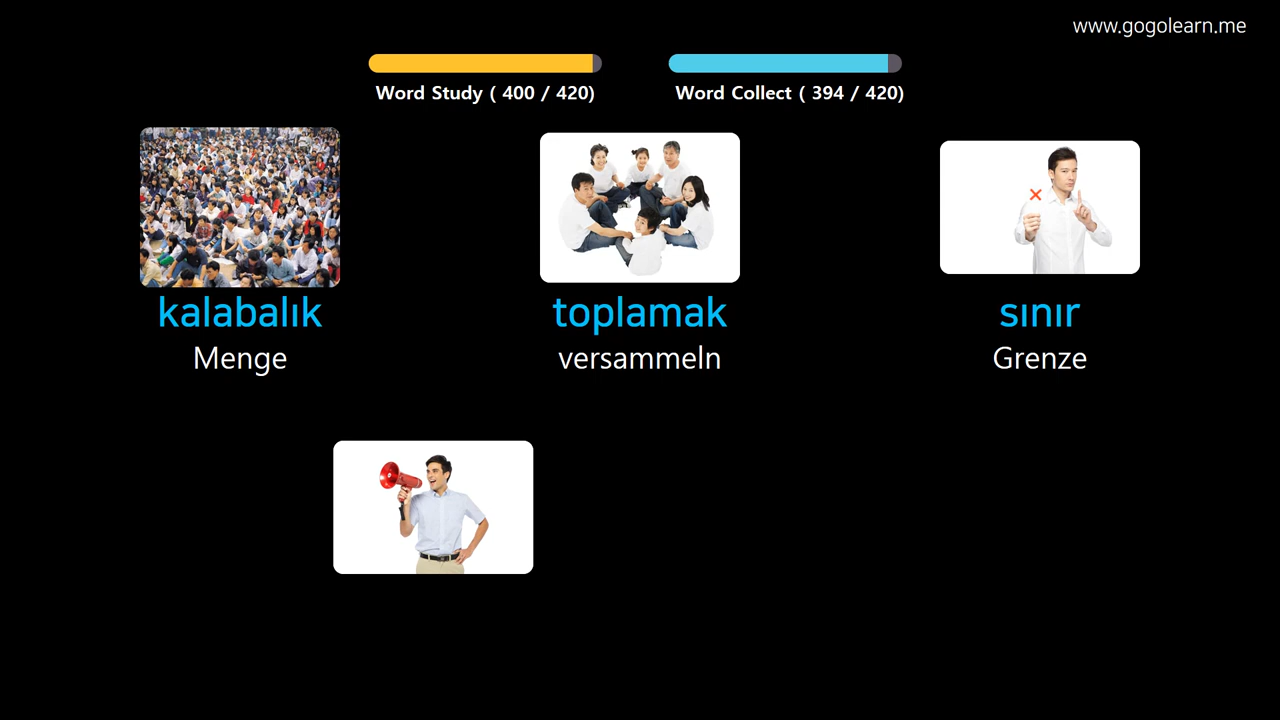 www.gogolearn.me
Word Study ( 400 / 420)
Word Collect ( 394 / 420)
kalabalık
toplamak
sınır
Menge
versammeln
Grenze